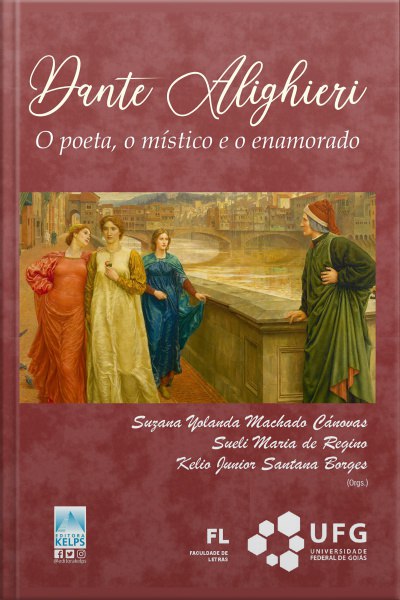 Dante Alighieri
O poeta, o místico e o enamorado
Suzana Yolanda Machado Cánovas
Sueli Maria de Regino
Kelio Junior Santana Borges
(Orgs.)
EDITORA
KELPS
@editorakelps
FL
FACULDADE DE
LETRAS
UFG
UNIVERSIDADE
FEDERAL DE GOIÁS